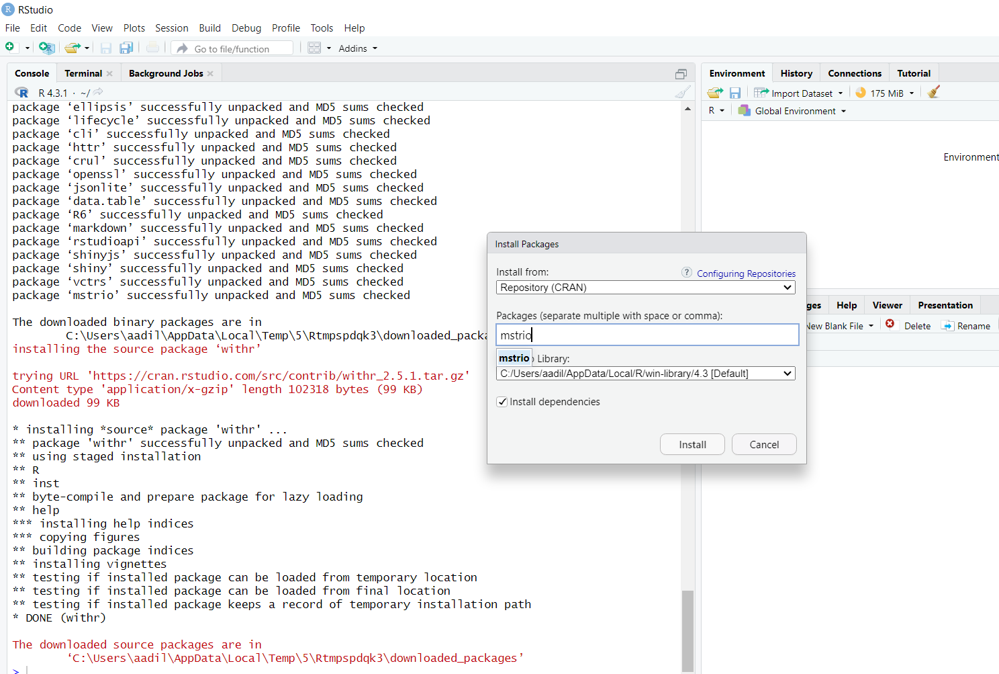 RStudio
File Edit Code View Plots Session Build Debug Profile Tools Help
Go to file/function
Addins
Console Terminal Background Jobs
R 4.3.1 · ~/
package ‘ellipsis’ successfully unpacked and MD5 sums checked
package ‘lifecycle’ successfully unpacked and MD5 sums checked
package ‘cli’ successfully unpacked and MD5 sums checked
package ‘httr’ successfully unpacked and MD5 sums checked
package ‘crul’ successfully unpacked and MD5 sums checked
package ‘openssl’ successfully unpacked and MD5 sums checked
package ‘jsonlite’ successfully unpacked and MD5 sums checked
package ‘data.table’ successfully unpacked and MD5 sums checked
package ‘R6’ successfully unpacked and MD5 sums checked
package ‘markdown’ successfully unpacked and MD5 sums checked
package ‘rstudioapi’ successfully unpacked and MD5 sums checked
package ‘shinyjs’ successfully unpacked and MD5 sums checked
package ‘shiny’ successfully unpacked and MD5 sums checked
package ‘vctrs’ successfully unpacked and MD5 sums checked
package ‘mstrio’ successfully unpacked and MD5 sums checked
The downloaded binary packages are in
C:\Users\aadil\AppData\Local\Temp\5\Rtmpspdqk3\downloaded_packa
installing the source package ‘withr’
trying URL 'https://cran.rstudio.com/src/contrib/withr_2.5.1.tar.gz'
Content type 'application/x-gzip' length 102318 bytes (99 KB)
downloaded 99 KB
* installing *source* package 'withr' ...
** package 'withr' successfully unpacked and MD5 sums checked
** using staged installation
** R
** inst
** byte-compile and prepare package for lazy loading
** help
*** installing help indices
*** copying figures
** building package indices
** installing vignettes
** testing if installed package can be loaded from temporary location
** testing if installed package can be loaded from final location
** testing if installed package keeps a record of temporary installation path
* DONE (withr)
The downloaded source packages are in
‘C:\Users\aadil\AppData\Local\Temp\5\Rtmpspdqk3\downloaded_packages’
>
Install Packages
Install from:
? Configuring Repositories
Repository (CRAN)
Packages (separate multiple with space or comma):
mstrio
mstrio
Library:
C:/Users/aadil/AppData/Local/R/win-library/4.3 [Default]
Install dependencies
Install Cancel
Environment History Connections Tutorial
Import Dataset 175 MiB
R Global Environment
Environment
ges Help Viewer Presentation
New Blank File Delete Rename